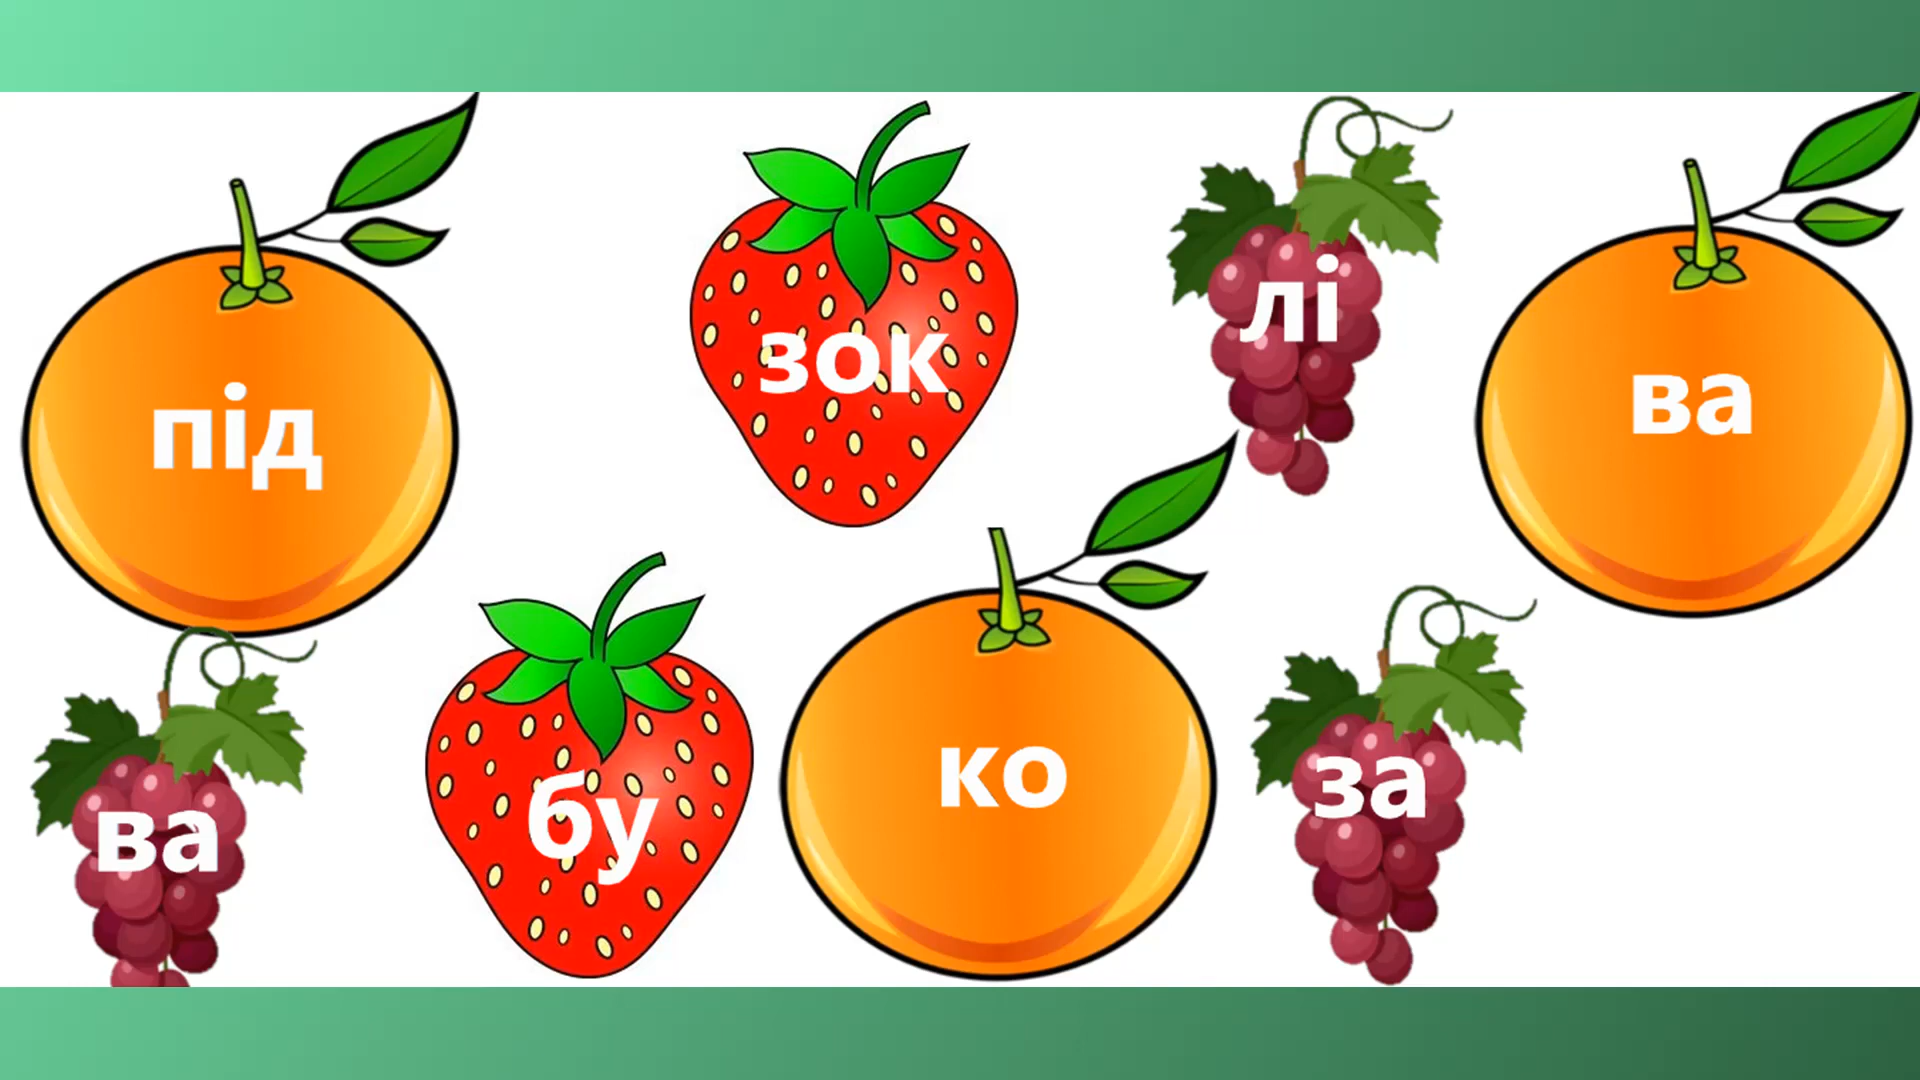 під
зок
лі
ва
ва
бу
ко
за